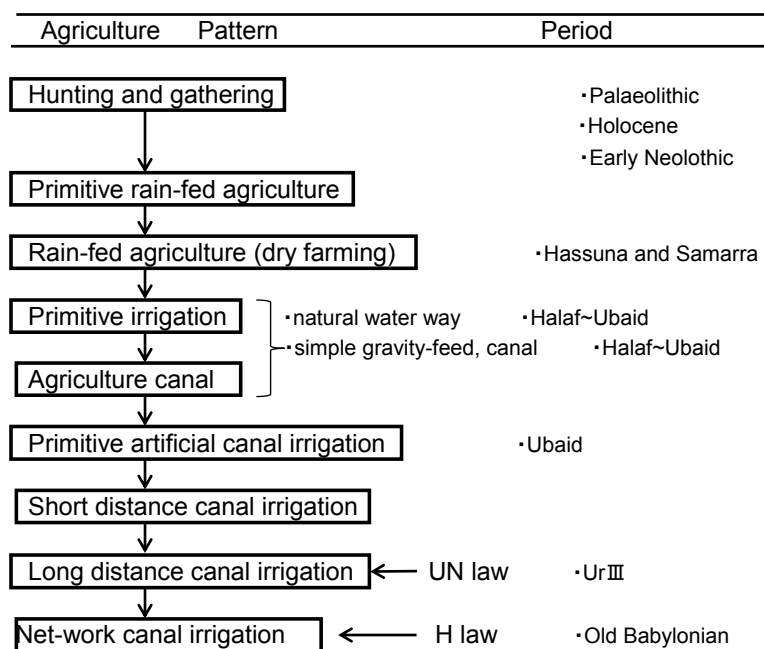 Agriculture Pattern Period
Hunting and gathering ・Palaeolithic
・Holocene
・Early Neolothic
Primitive rain-fed agriculture
Rain-fed agriculture (dry farming) ・Hassuna and Samarra
Primitive irrigation ・natural water way ・Halaf~Ubaid
・simple gravity-feed, canal ・Halaf~Ubaid
Agriculture canal
Primitive artificial canal irrigation ・Ubaid
Short distance canal irrigation
Long distance canal irrigation UN law ・UrⅢ
Net-work canal irrigation H law ・Old Babylonian